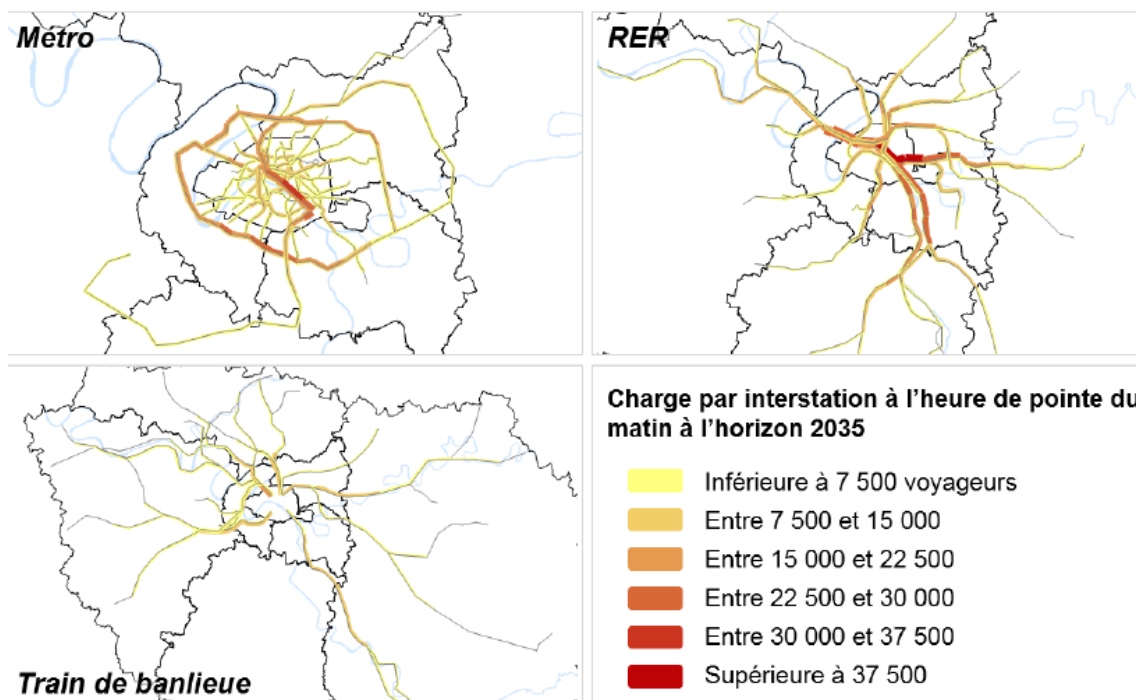 Métro
RER
Train de banlieue
Charge par interstation à l'heure de pointe du
matin à l'horizon 2035
Inférieure à 7 500 voyageurs
Entre 7 500 et 15 000
Entre 15 000 et 22 500
Entre 22 500 et 30 000
Entre 30 000 et 37 500
Supérieure à 37 500